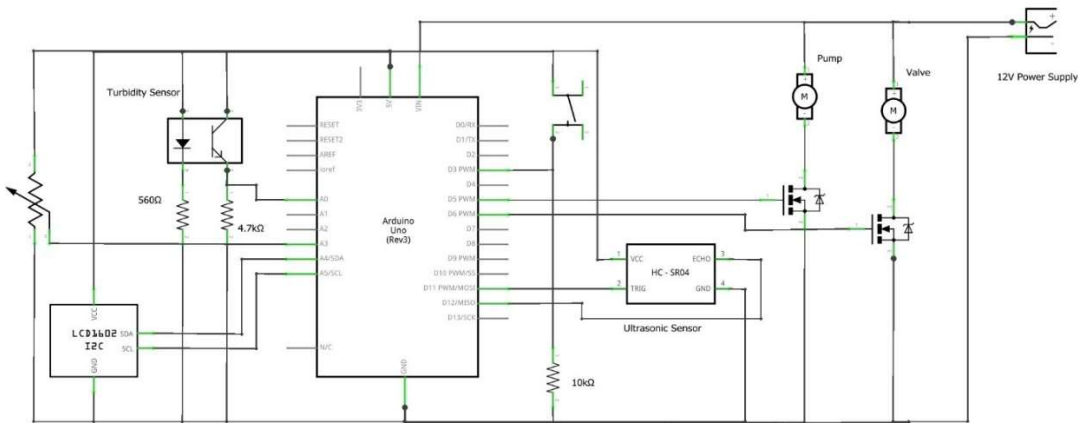 Pump
Valve
12V Power Supply
Turbidity Sensor
3V3
5V
VIN
RESET
RESET2
AREF
ioref
A0
A1
A2
A3
A4/SDA
A5/SCL
N/C
GND
Arduino
Uno
(Rev3)
D0/RX
D1/TX
D2
D3 PWM
D4
D5 PWM
D6 PWM
D7
D8
D9 PWM
D10 PWM/SS
D11 PWM/MOSI
D12/MISO
D13/SCK
M
M
560Ω
4.7kΩ
VCC
LCD1602
I2C
SDA
SCL
GND
1
VCC
ECHO
3
HC - SR04
2
TRIG
GND
4
Ultrasonic Sensor
10kΩ